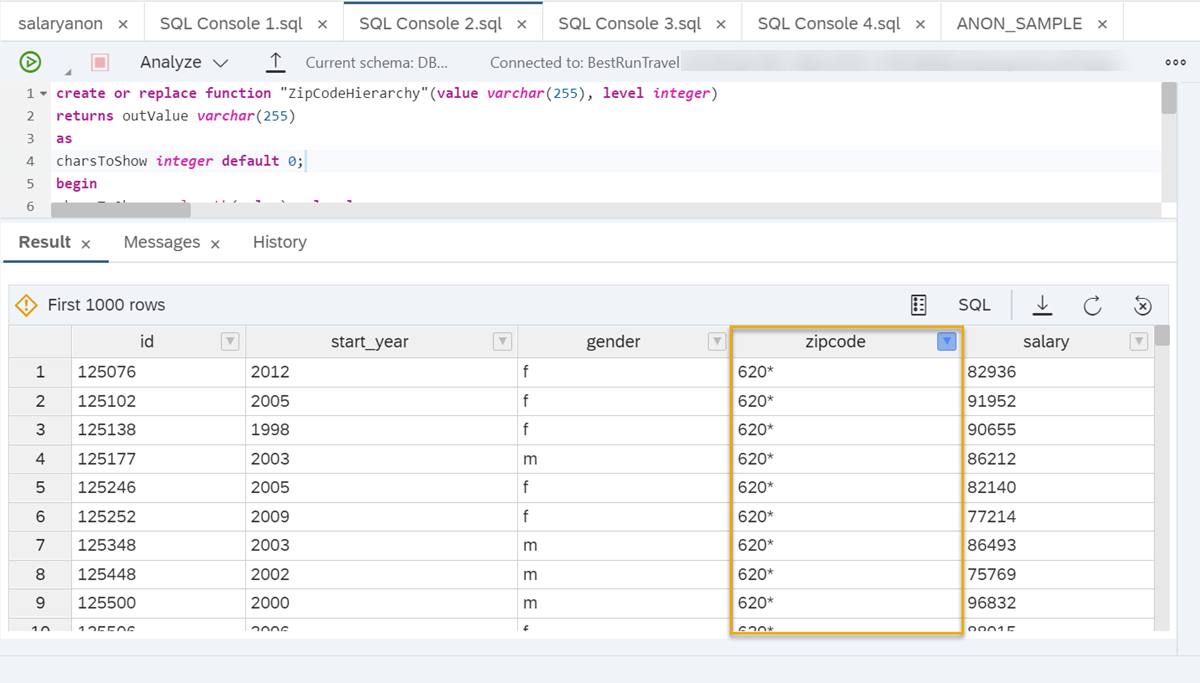 salaryanon × SQL Console 1.sql × SQL Console 2.sql × SQL Console 3.sql × SQL Console 4.sql × ANON_SAMPLE ×
Analyze Current schema: DB... Connected to: BestRunTravel
1 create or replace function "ZipCodeHierarchy"(value varchar(255), level integer)
2 returns outValue varchar(255)
3 as
4 charsToShow integer default 0;
5 begin
6
Result × Messages × History
First 1000 rows SQL
id start_year gender zipcode salary
1 125076 2012 f 620* 82936
2 125102 2005 f 620* 91952
3 125138 1998 f 620* 90655
4 125177 2003 m 620* 86212
5 125246 2005 f 620* 82140
6 125252 2009 f 620* 77214
7 125348 2003 m 620* 86493
8 125448 2002 m 620* 75769
9 125500 2000 m 620* 96832
10 620*